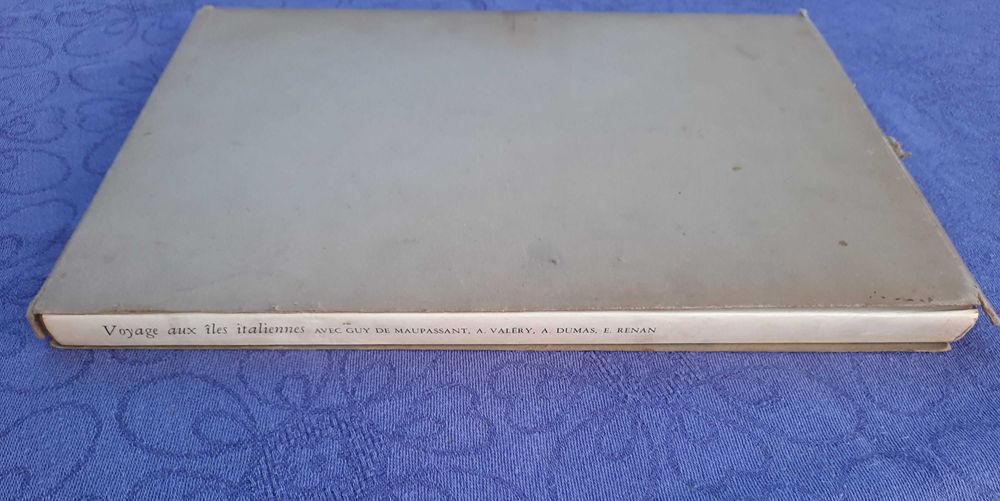 Voyage aux îles italiennes AVEC GUY DE MAUPASSANT, A. VALÉRY, A. DUMAS, E. RENAN